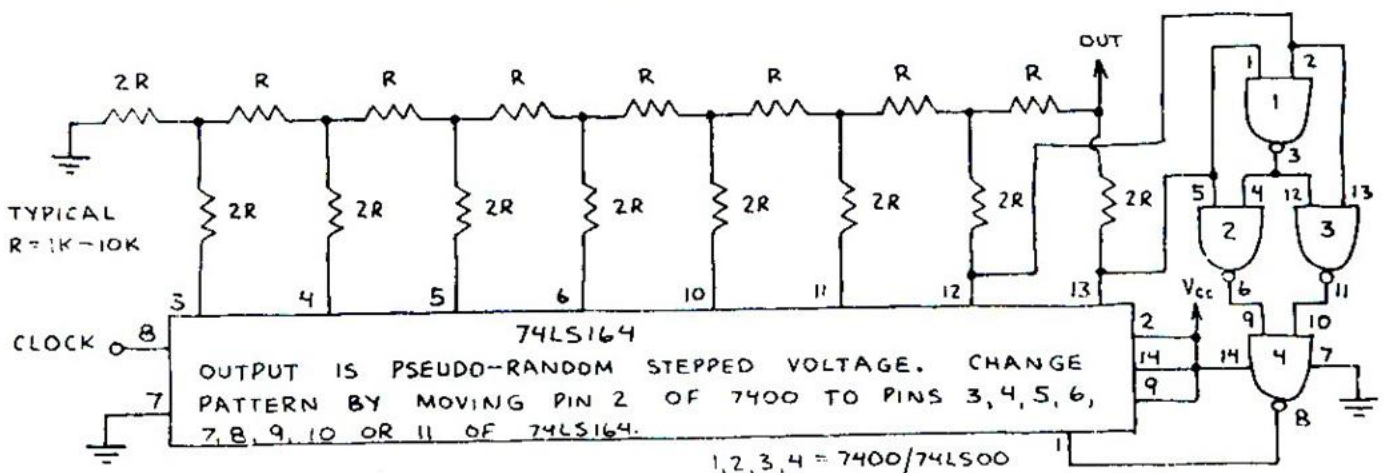 OUT
2R R R R R R R R
1 2
1
3
5 4 12 13
2R 2R 2R 2R 2R 2R 2R 2R
2 3
TYPICAL
R=1K-10K
6 11
3 4 5 6 10 11 12 13
Vcc
9 10
CLOCK 8
74LS164
2
OUTPUT IS PSEUDO-RANDOM STEPPED VOLTAGE. CHANGE
14 14 4 7
PATTERN BY MOVING PIN 2 OF 7400 TO PINS 3, 4, 5, 6,
7 9
7, 8, 9, 10 OR 11 OF 74LS164.
8
1
1, 2, 3, 4 = 7400/74LS00